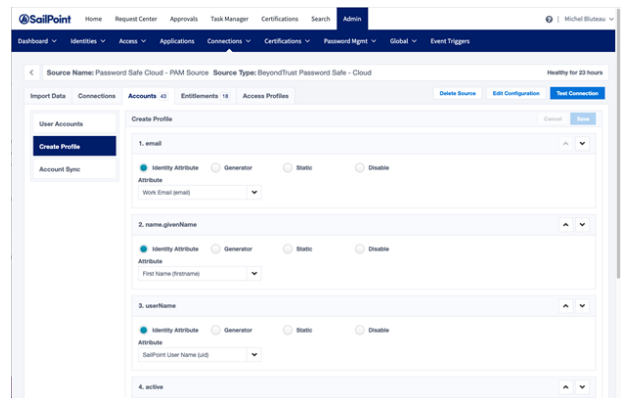 SailPoint Home Request Center Approvals Task Manager Certifications Search Admin Michel Bluteau
Dashboard Identities Access Applications Connections Certifications Password Mgmt Global Event Triggers
Source Name: Password Safe Cloud - PAM Source Source Type: BeyondTrust Password Safe - Cloud Healthy for 23 hours
Import Data Connections Accounts 43 Entitlements 18 Access Profiles Delete Source Edit Configuration Test Connection
User Accounts
Create Profile
Account Sync
Create Profile Cancel Save
1. email
Identity Attribute Generator Static Disable
Attribute
Work Email (email)
2. name.givenName
Identity Attribute Generator Static Disable
Attribute
First Name (firstname)
3. userName
Identity Attribute Generator Static Disable
Attribute
SailPoint User Name (uid)
4. active